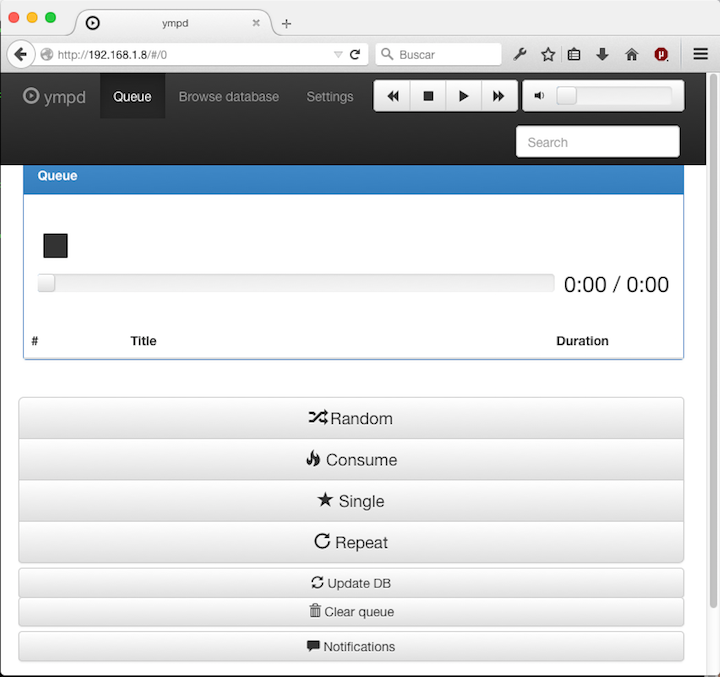 ympd
http://192.168.1.8/#/0
Buscar
ympd Queue Browse database Settings
Search
Queue
0:00 / 0:00
# Title Duration
Random
Consume
Single
Repeat
Update DB
Clear queue
Notifications